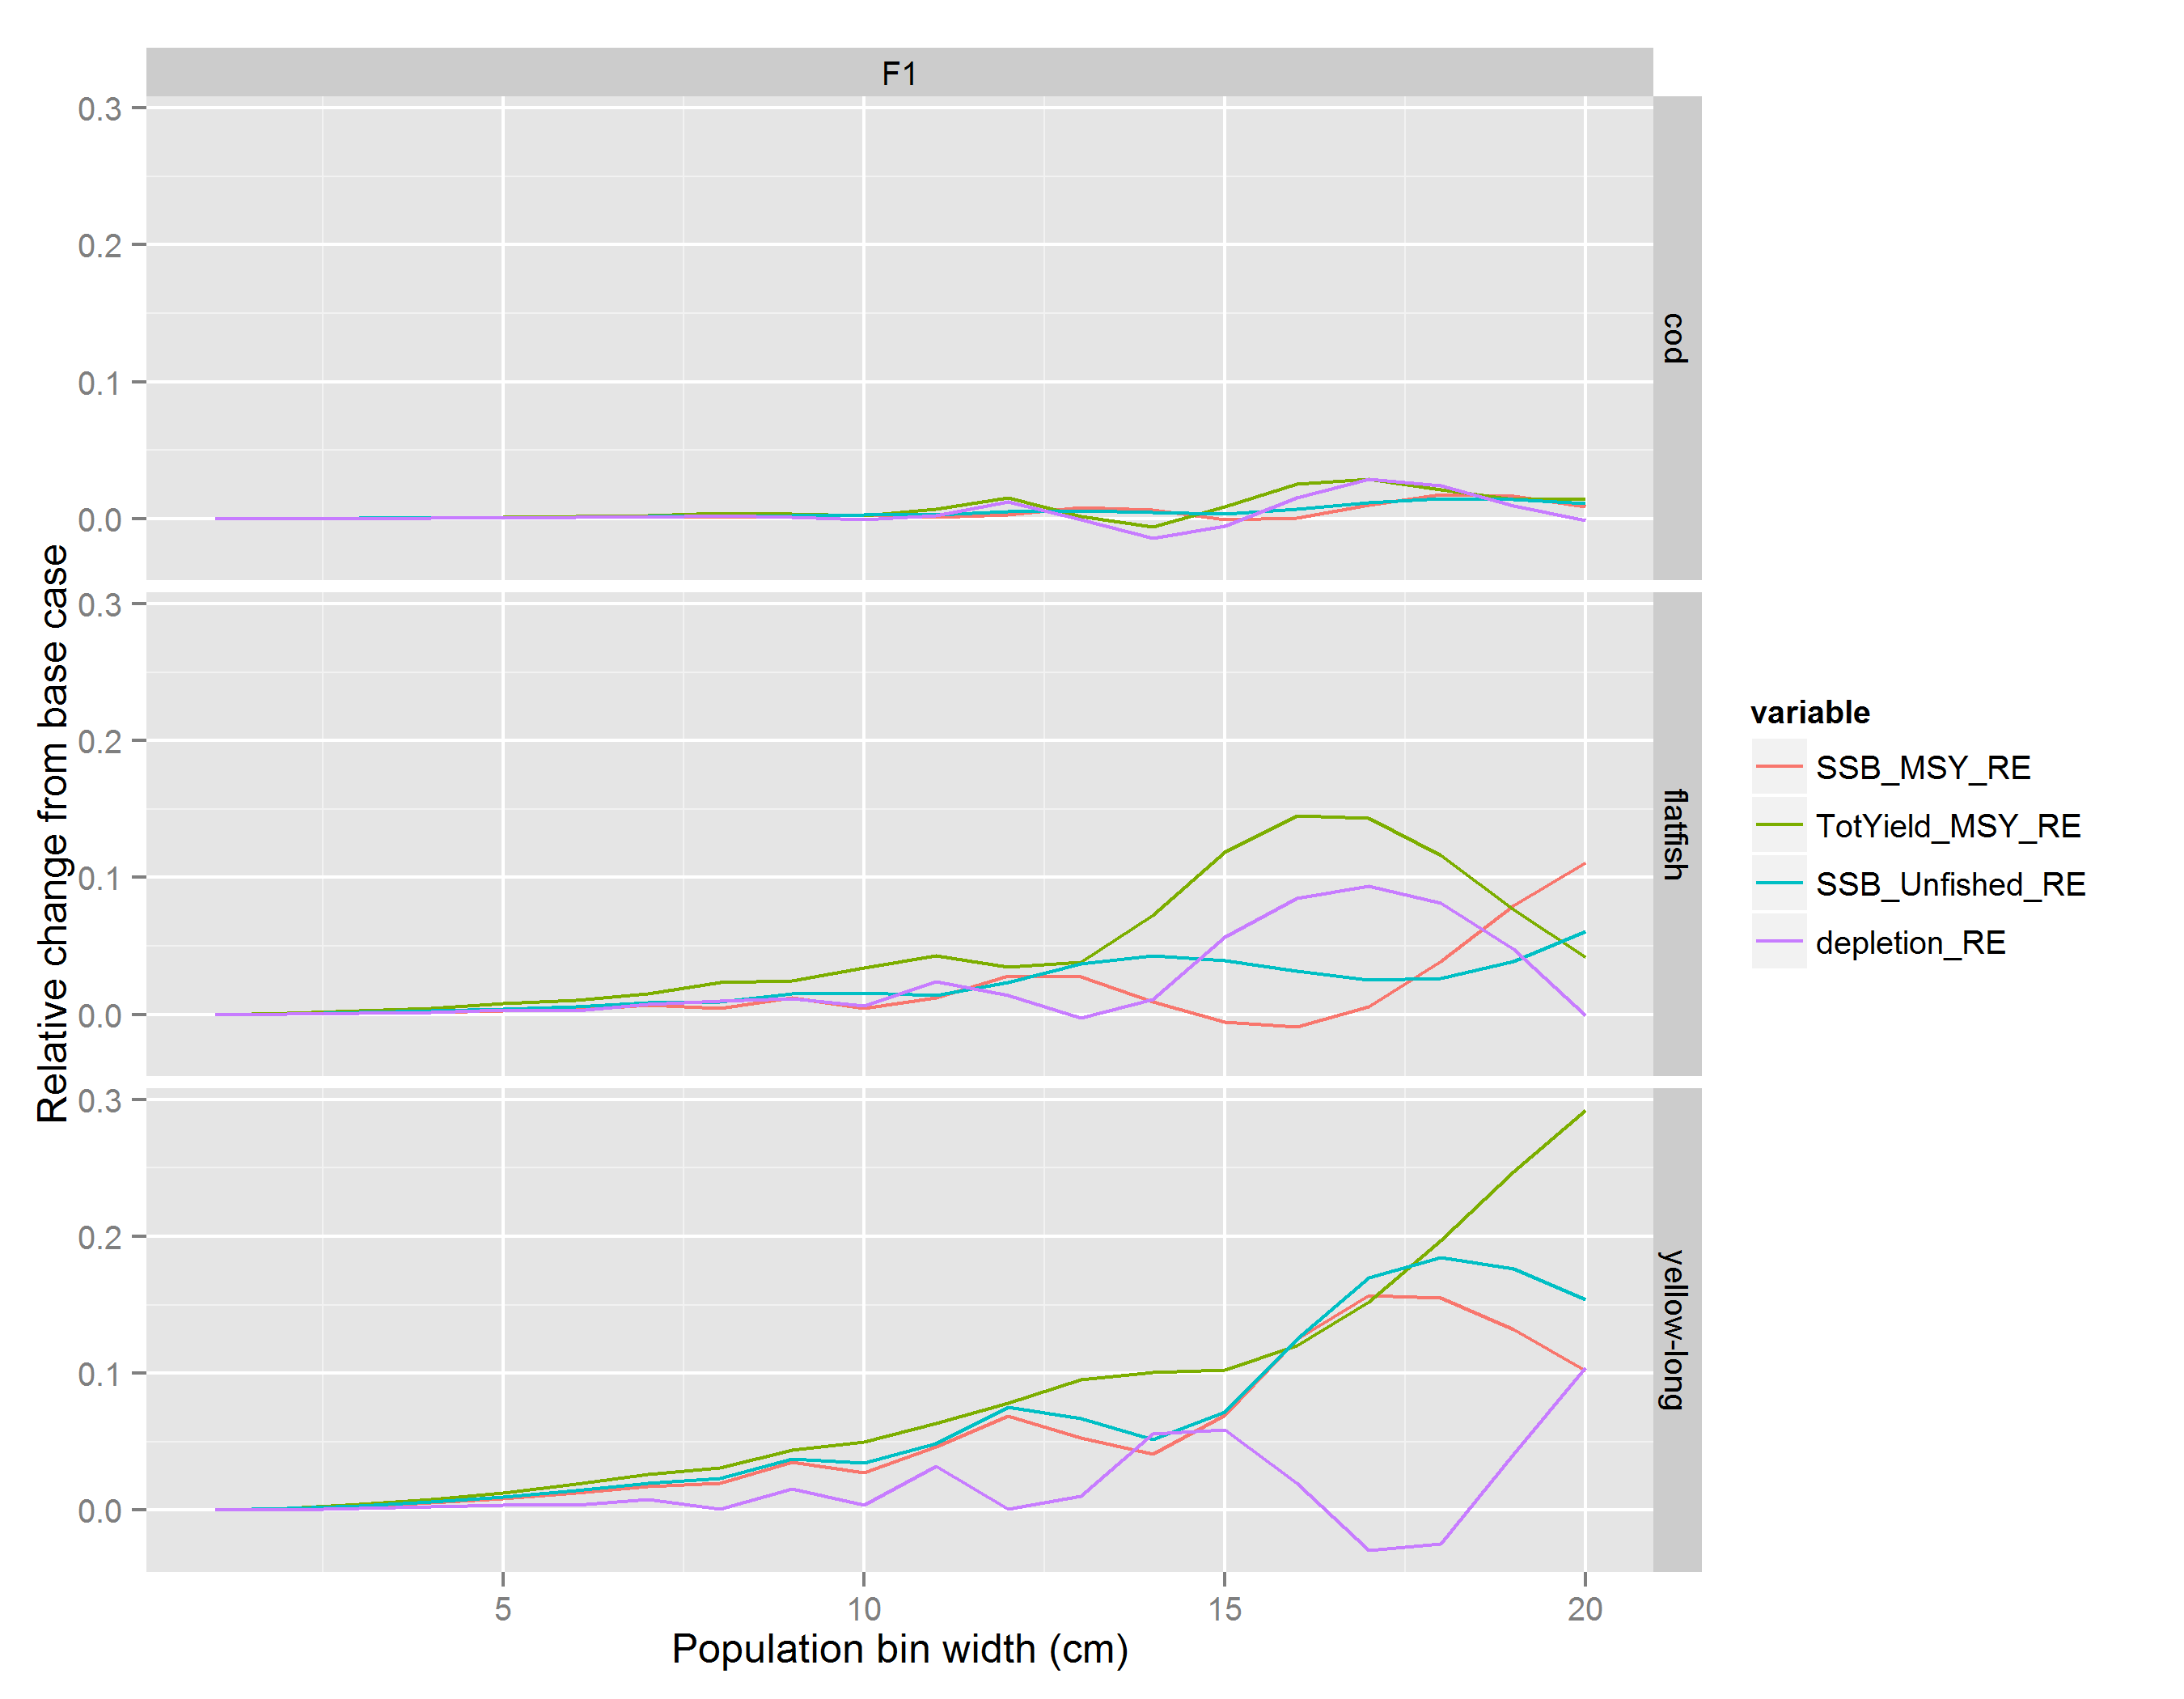 F1
0.3
0.2
0.1
0.0
cod
0.3
0.2
0.1
0.0
flatfish
0.3
0.2
0.1
0.0
yellow-long
5
10
15
20
Population bin width (cm)
Relative change from base case
variable
SSB_MSY_RE
TotYield_MSY_RE
SSB_Unfished_RE
depletion_RE